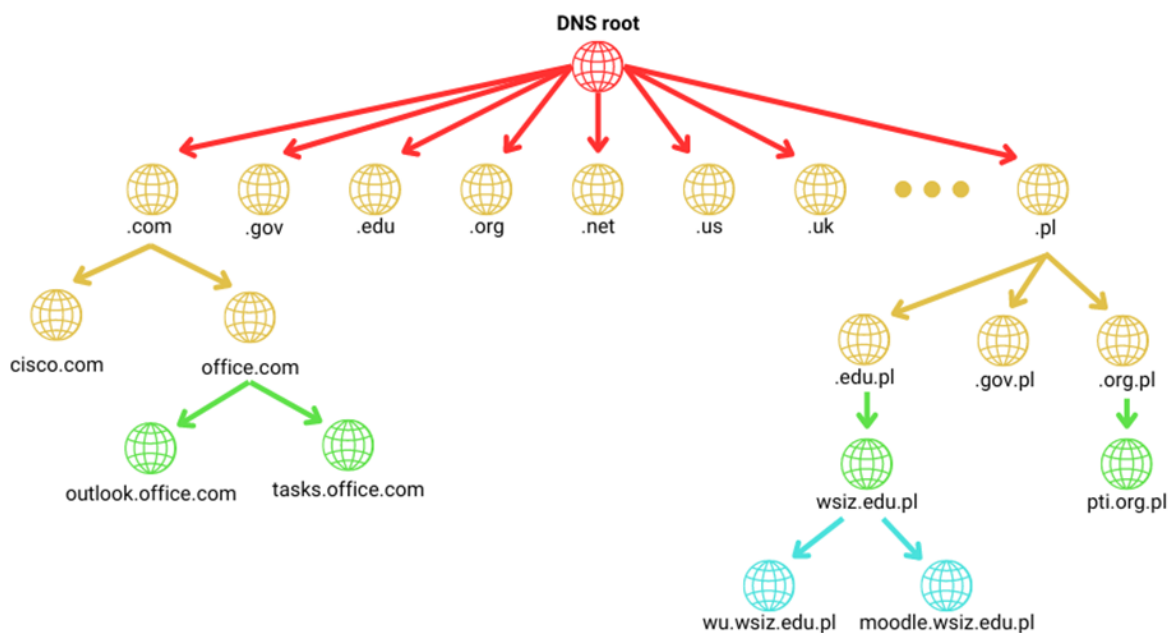 DNS root
.com
.gov
.edu
.org
.net
.us
.uk
.pl
cisco.com
office.com
.edu.pl
.gov.pl
.org.pl
outlook.office.com
tasks.office.com
wsiz.edu.pl
pti.org.pl
wu.wsiz.edu.pl
moodle.wsiz.edu.pl